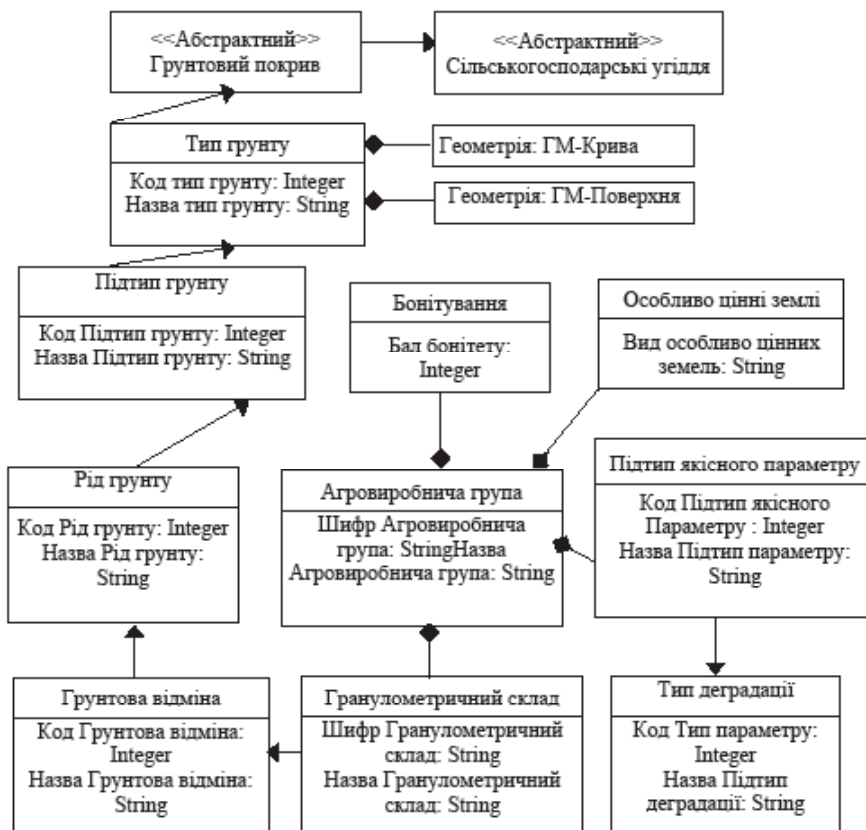 <<Абстрактний>>
Грунтовий покрив
<<Абстрактний>>
Сільськогосподарські угіддя
Тип грунту
Код тип грунту: Integer
Назва тип грунту: String
Геометрія: ГМ-Крива
Геометрія: ГМ-Поверхня
Підтип грунту
Код Підтип грунту: Integer
Назва Підтип грунту: String
Бонітування
Бал бонітету:
Integer
Особливо цінні землі
Вид особливо цінних
земель: String
Рід грунту
Код Рід грунту: Integer
Назва Рід грунту:
String
Агровиробнича група
Шифр Агровиробнича
група: StringНазва
Агровиробнича група: String
Підтип якісного параметру
Код Підтип якісного
Параметру : Integer
Назва Підтип параметру:
String
Грунтова відміна
Код Грунтова відміна:
Integer
Назва Грунтова відміна:
String
Гранулометричний склад
Шифр Гранулометричний
склад: String
Назва Гранулометричний
склад: String
Тип деградації
Код Тип параметру:
Integer
Назва Підтип
деградації: String